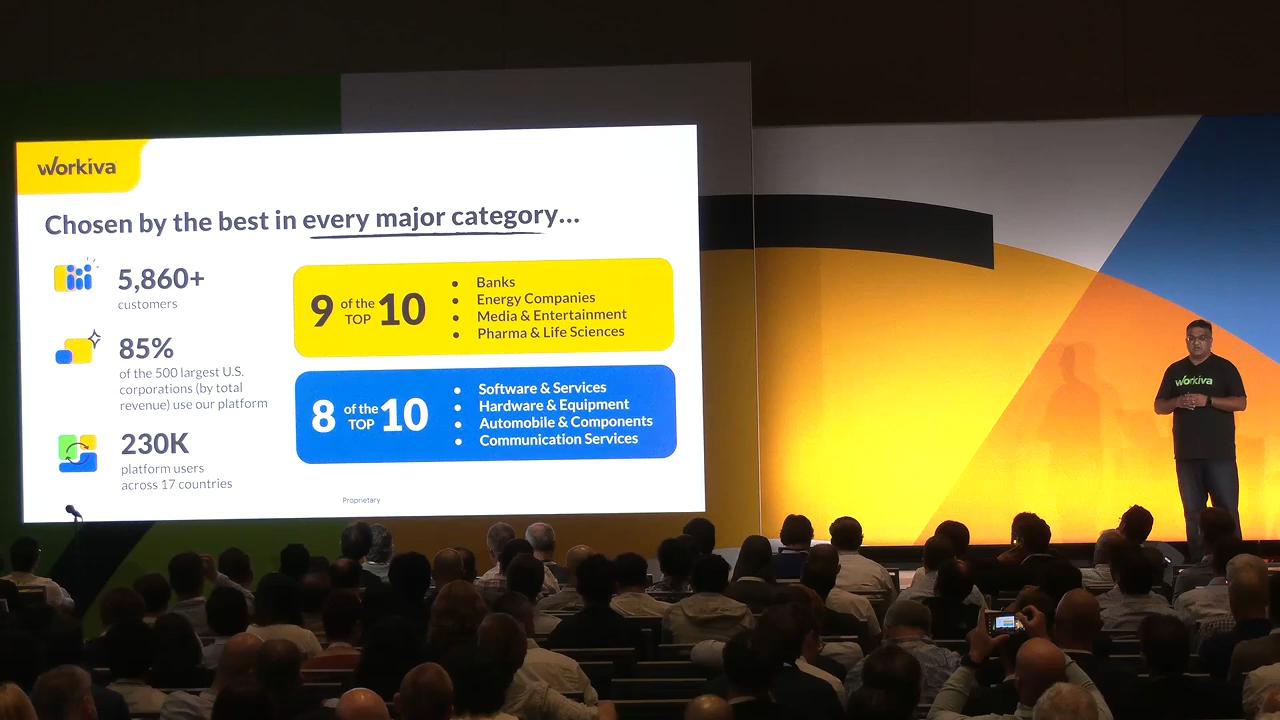 workiva
Chosen by the best in every major category...
5,860+
customers
85%
of the 500 largest U.S.
corporations (by total
revenue) use our platform
230K
platform users
across 17 countries
9 of the TOP 10
• Banks
• Energy Companies
• Media & Entertainment
• Pharma & Life Sciences
8 of the TOP 10
• Software & Services
• Hardware & Equipment
• Automobile & Components
• Communication Services
Proprietary
workiva